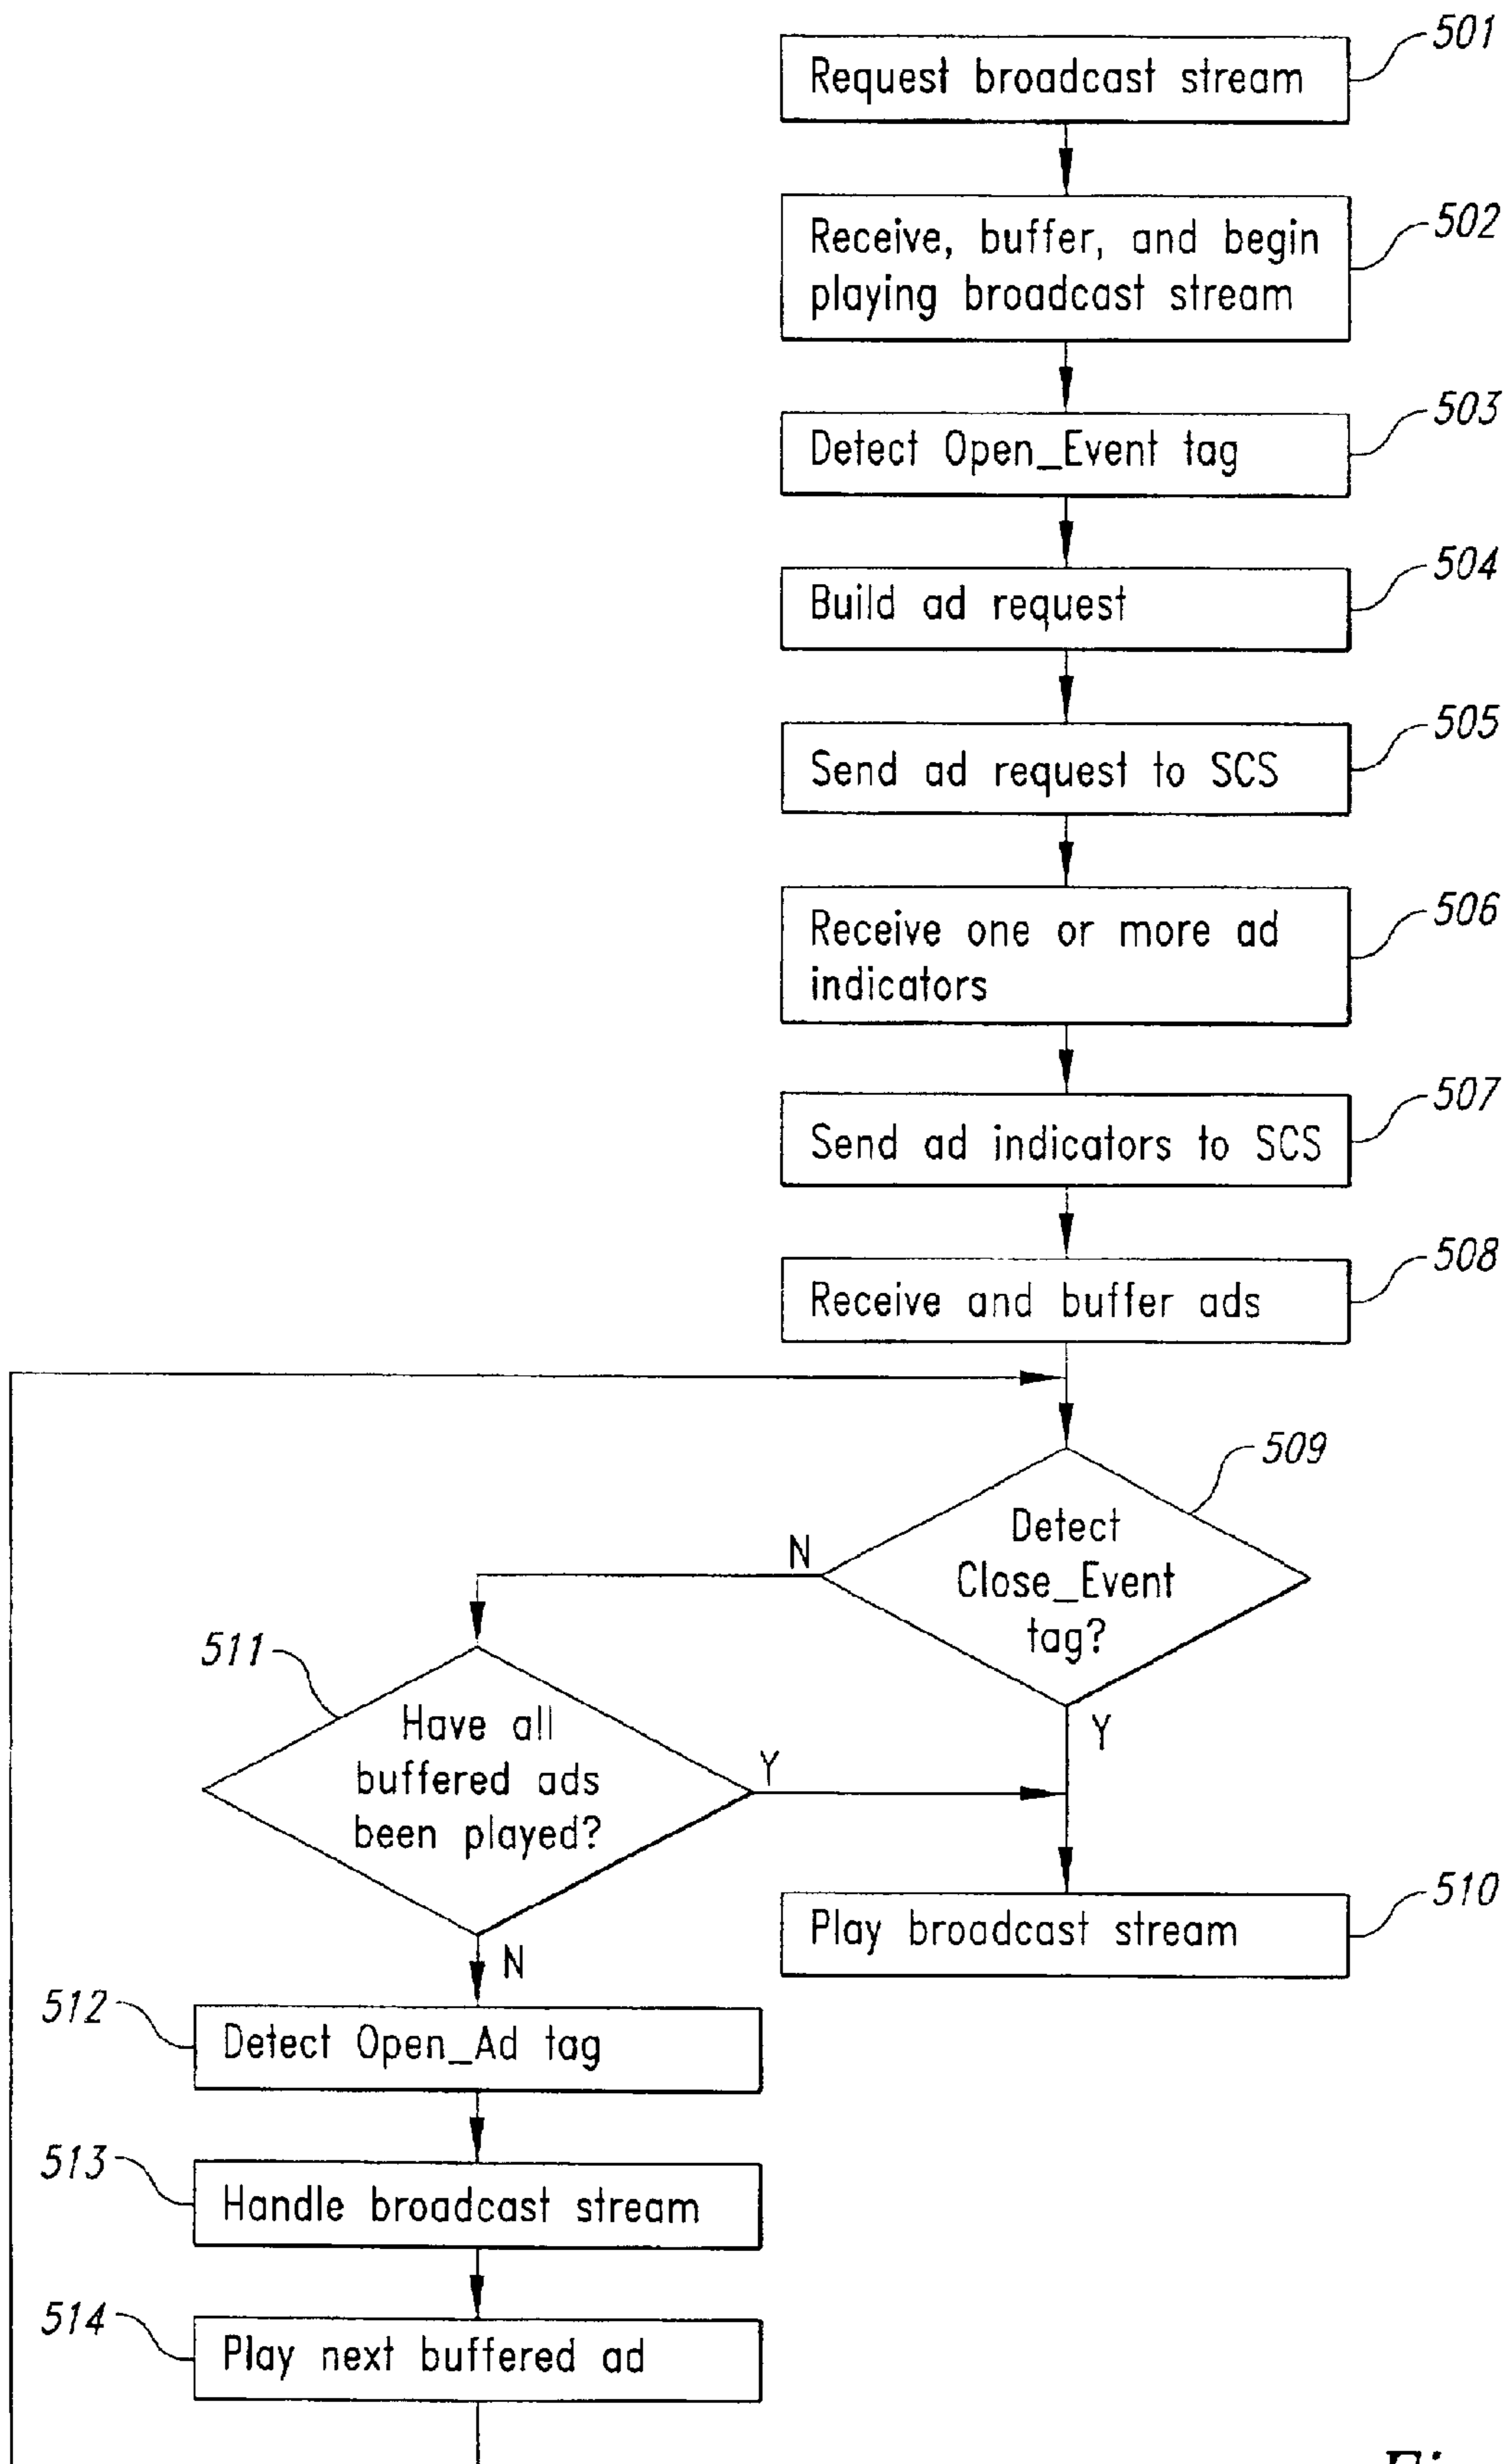 501
Request broadcast stream
502
Receive, buffer, and begin
playing broadcast stream
503
Detect Open_Event tag
504
Build ad request
505
Send ad request to SCS
506
Receive one or more ad
indicators
507
Send ad indicators to SCS
508
Receive and buffer ads
509
Detect
Close_Event
tag?
N
Y
511
Have all
buffered ads
been played?
Y
N
510
Play broadcast stream
512
Detect Open_Ad tag
513
Handle broadcast stream
514
Play next buffered ad